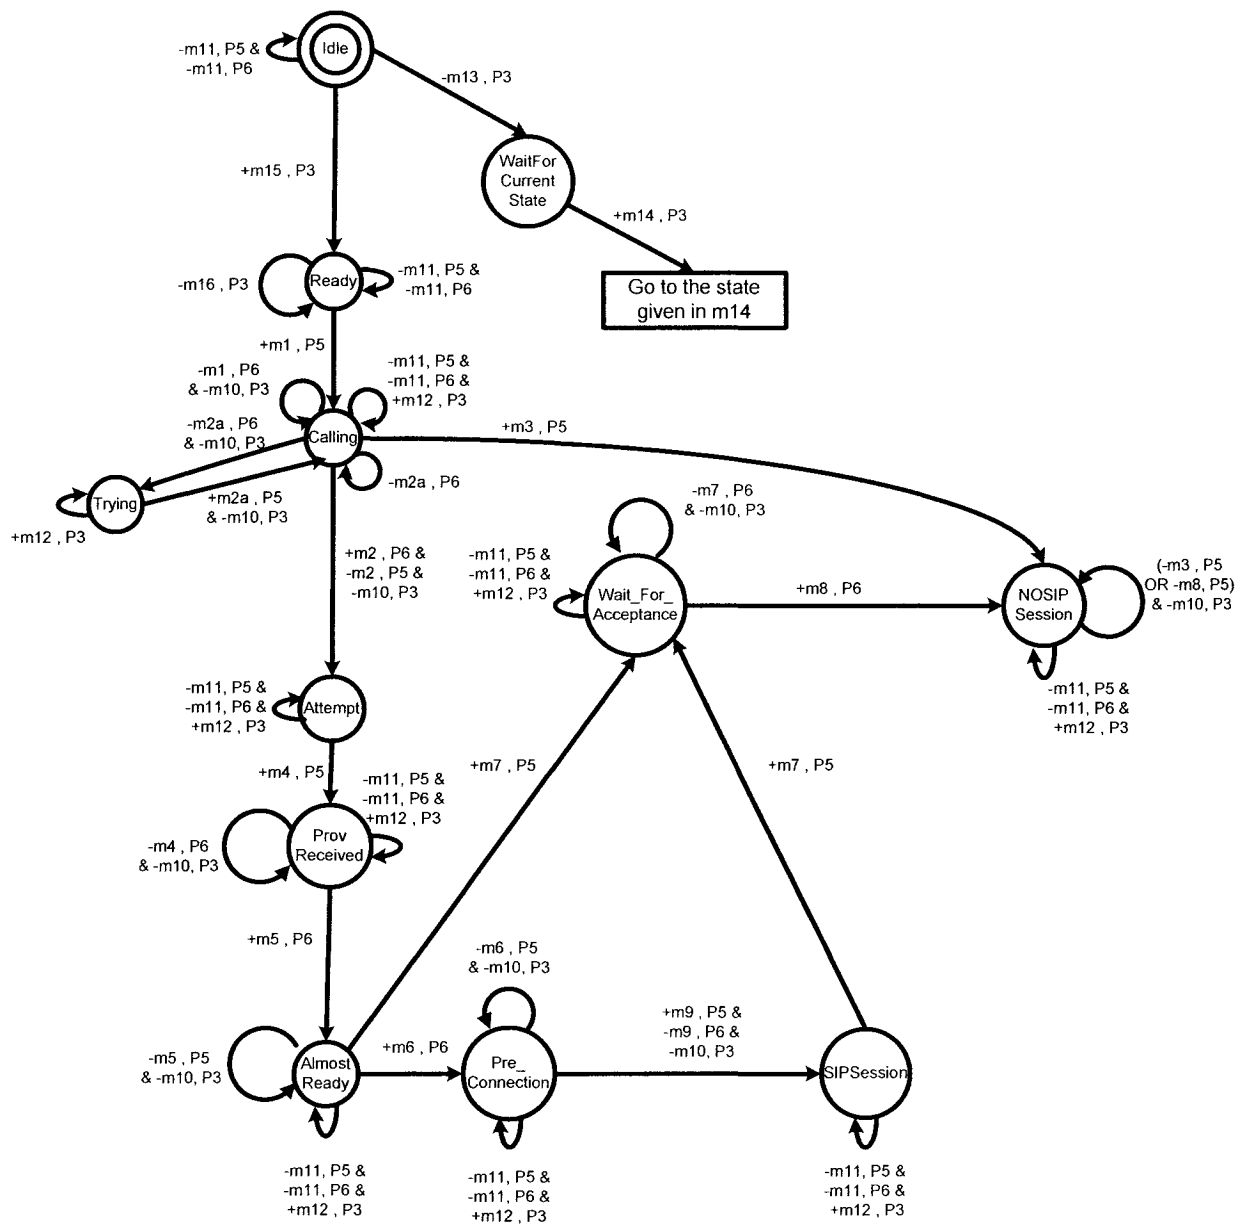 Idle
-m11, P5 &
-m11, P6
-m13 , P3
WaitFor
Current
State
+m15 , P3
+m14 , P3
Go to the state
given in m14
-m16 , P3
Ready
-m11, P5 &
-m11, P6
+m1 , P5
-m1 , P6
& -m10, P3
-m11, P5 &
-m11, P6 &
+m12 , P3
-m2a , P6
& -m10, P3
Calling
+m3 , P5
-m2a , P6
Trying
+m2a , P5
& -m10, P3
+m12 , P3
+m2 , P6 &
-m2 , P5 &
-m10, P3
-m7 , P6
& -m10, P3
-m11, P5 &
-m11, P6 &
+m12 , P3
Wait_For_
Acceptance
+m8 , P6
NOSIP
Session
(-m3 , P5
OR -m8, P5)
& -m10, P3
-m11, P5 &
-m11, P6 &
+m12 , P3
-m11, P5 &
-m11, P6 &
+m12 , P3
Attempt
+m4 , P5
+m7 , P5
+m7 , P5
-m11, P5 &
-m11, P6 &
+m12 , P3
-m4 , P6
& -m10, P3
Prov
Received
+m5 , P6
-m6 , P5
& -m10, P3
+m9 , P5 &
-m9 , P6 &
-m10, P3
-m5 , P5
& -m10, P3
Almost
Ready
+m6 , P6
Pre_
Connection
SIPSession
-m11, P5 &
-m11, P6 &
+m12 , P3
-m11, P5 &
-m11, P6 &
+m12 , P3
-m11, P5 &
-m11, P6 &
+m12 , P3